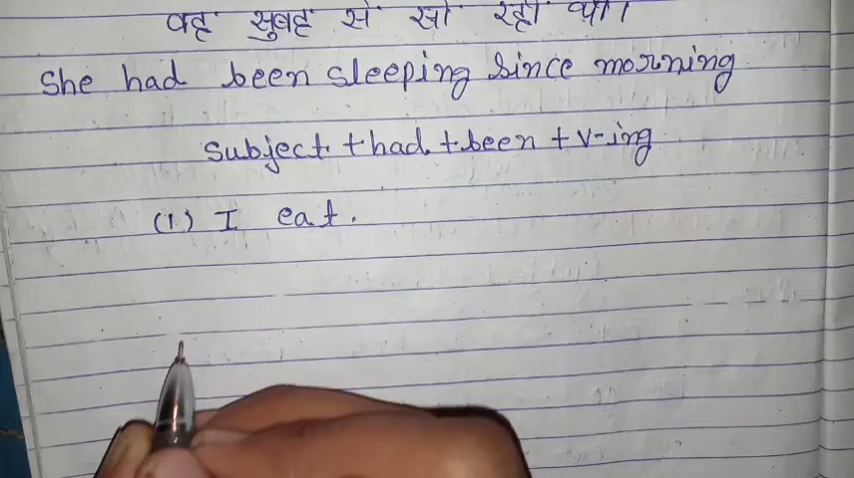 वह सुबह से सो रही थी।
She had been sleeping since morning
subject + had + been + v-ing
(1.) I eat.